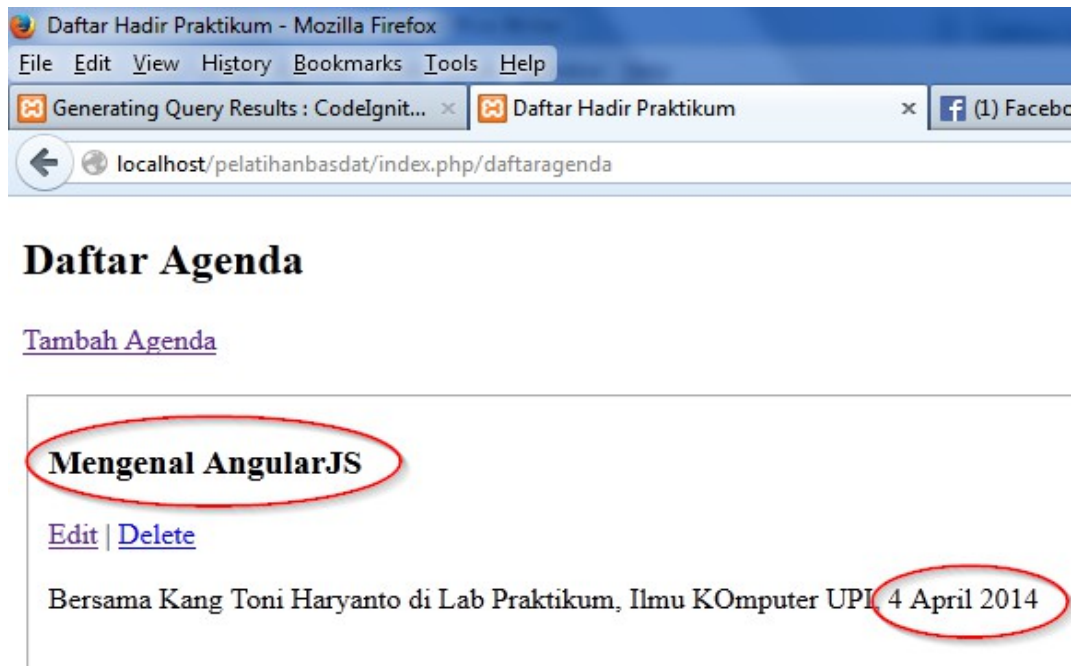 Daftar Hadir Praktikum - Mozilla Firefox
File Edit View History Bookmarks Tools Help
Generating Query Results : CodeIgnit... × Daftar Hadir Praktikum × (1) Facebo
localhost/pelatihanbasdat/index.php/daftaragenda
Daftar Agenda
Tambah Agenda
Mengenal AngularJS
Edit | Delete
Bersama Kang Toni Haryanto di Lab Praktikum, Ilmu KOmputer UPI, 4 April 2014